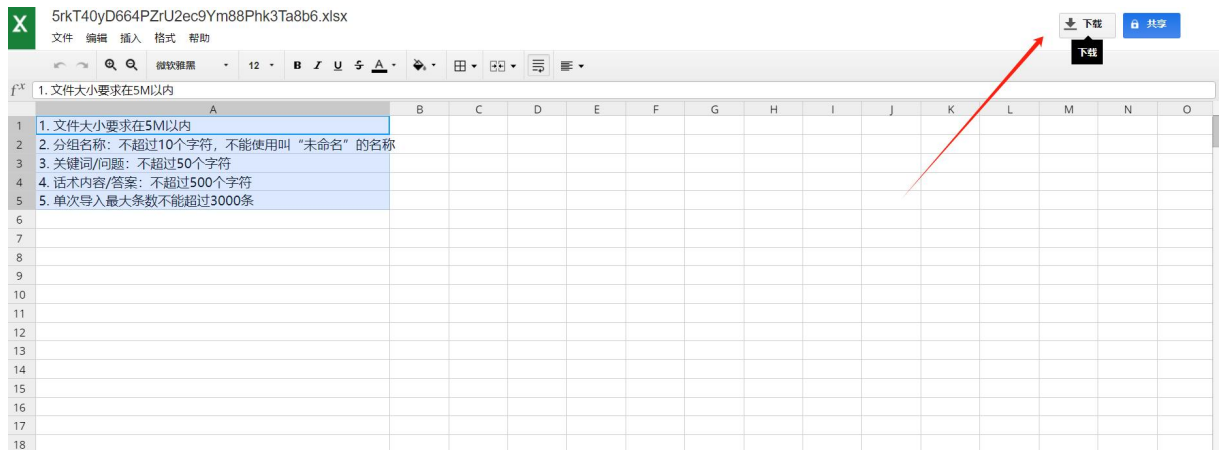 X
5rkT40yD664PZrU2ec9Ym88Phk3Ta8b6.xlsx
文件 编辑 插入 格式 帮助
下载
共享
微软雅黑 12 B I U S A
下载
fx 1. 文件大小要求在5M以内
A B C D E F G H I J K L M N O
1 1. 文件大小要求在5M以内
2 2. 分组名称：不超过10个字符，不能使用叫“未命名”的名称
3 3. 关键词/问题：不超过50个字符
4 4. 话术内容/答案：不超过500个字符
5 5. 单次导入最大条数不能超过3000条
6
7
8
9
10
11
12
13
14
15
16
17
18